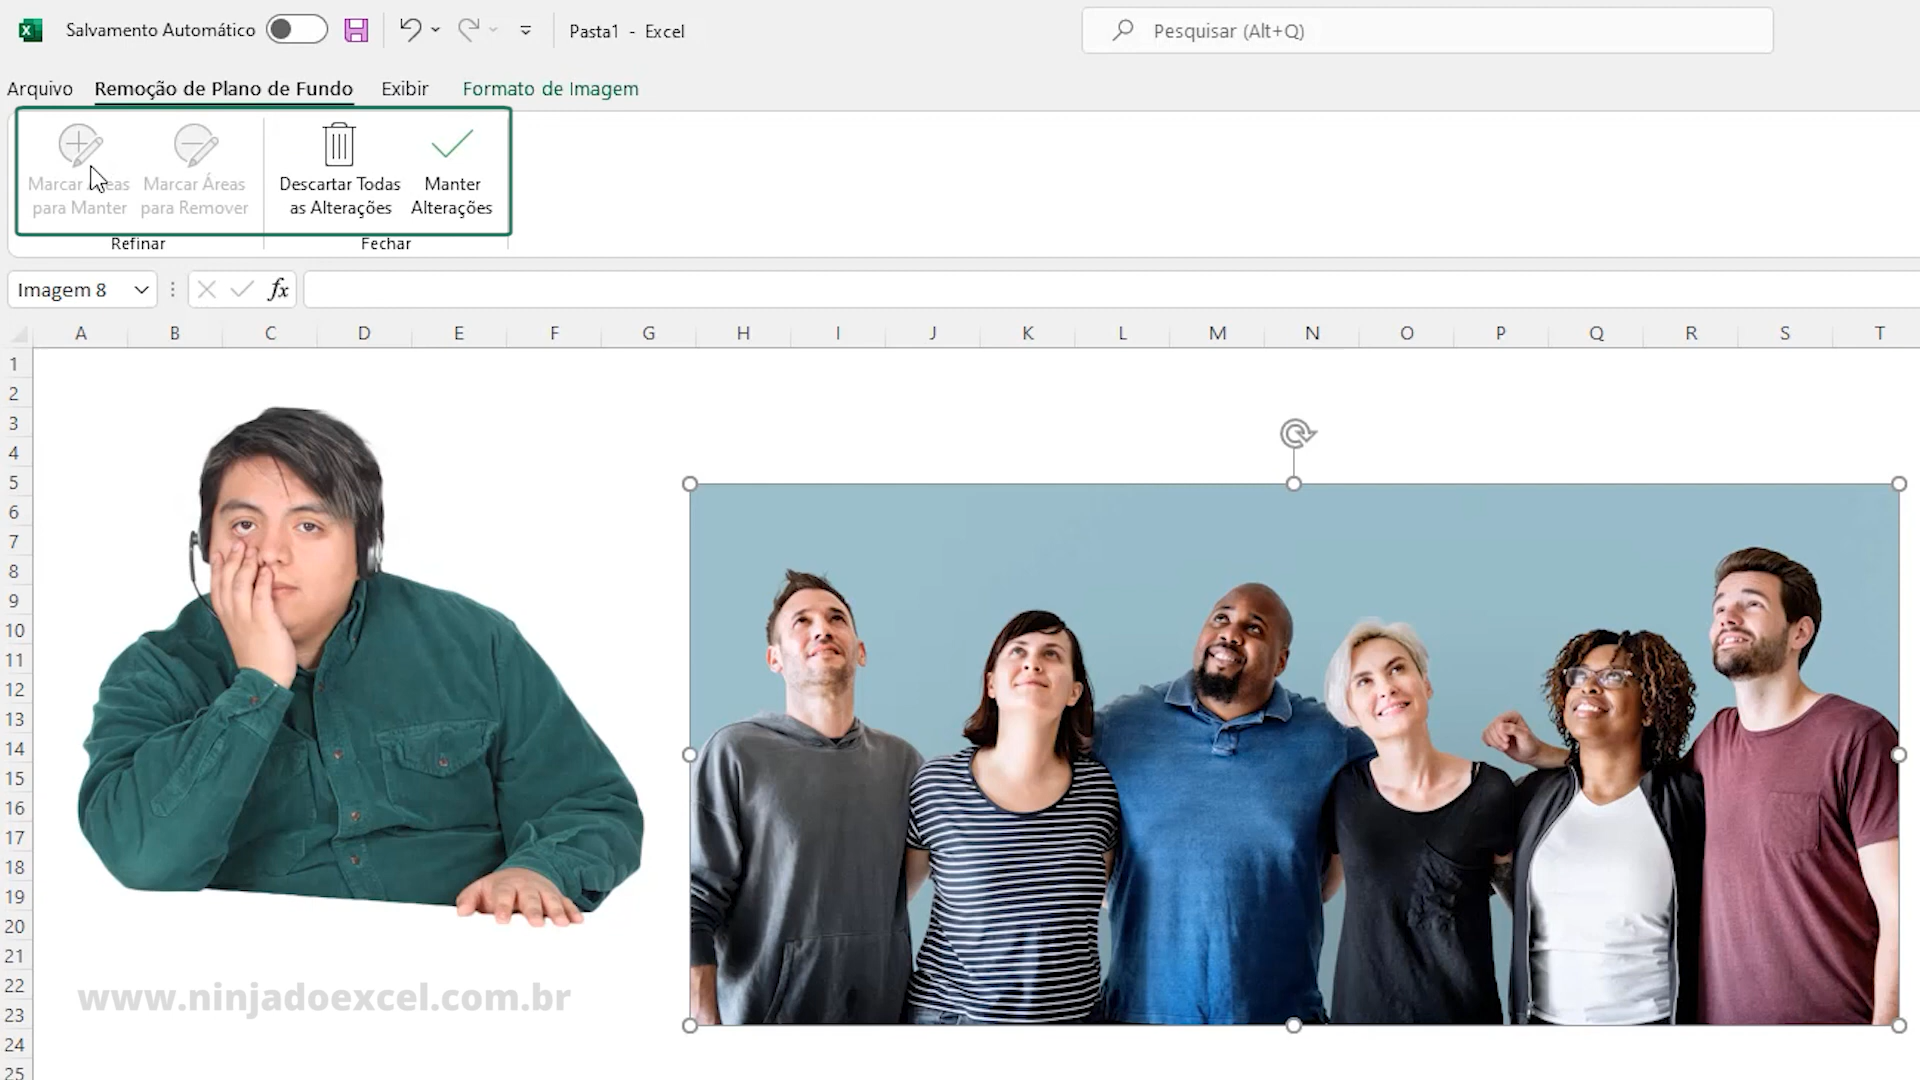 Salvamento Automático
Pasta1 - Excel
Pesquisar (Alt+Q)
Arquivo
Remoção de Plano de Fundo
Exibir
Formato de Imagem
Marcar
para Manter
Marcar Áreas
para Remover
Descartar Todas
as Alterações
Manter
Alterações
Refinar
Fechar
Imagem 8
fx
A B C D E F G H I J K L M N O P Q R S T
1
2
3
4
5
6
7
8
9
10
11
12
13
14
15
16
17
18
19
20
21
22
23
24
25
www.ninjadoexcel.com.br